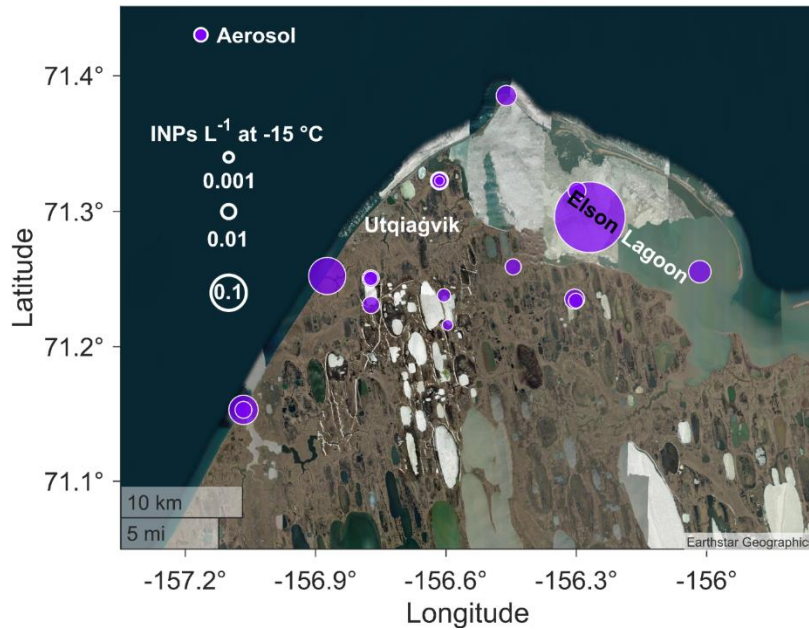 Aerosol
INPs L⁻¹ at -15 °C
0.001
0.01
0.1
Utqiaġvik
Elson Lagoon
Latitude
71.4°
71.3°
71.2°
71.1°
10 km
5 mi
Earthstar Geographics
-157.2° -156.9° -156.6° -156.3° -156°
Longitude